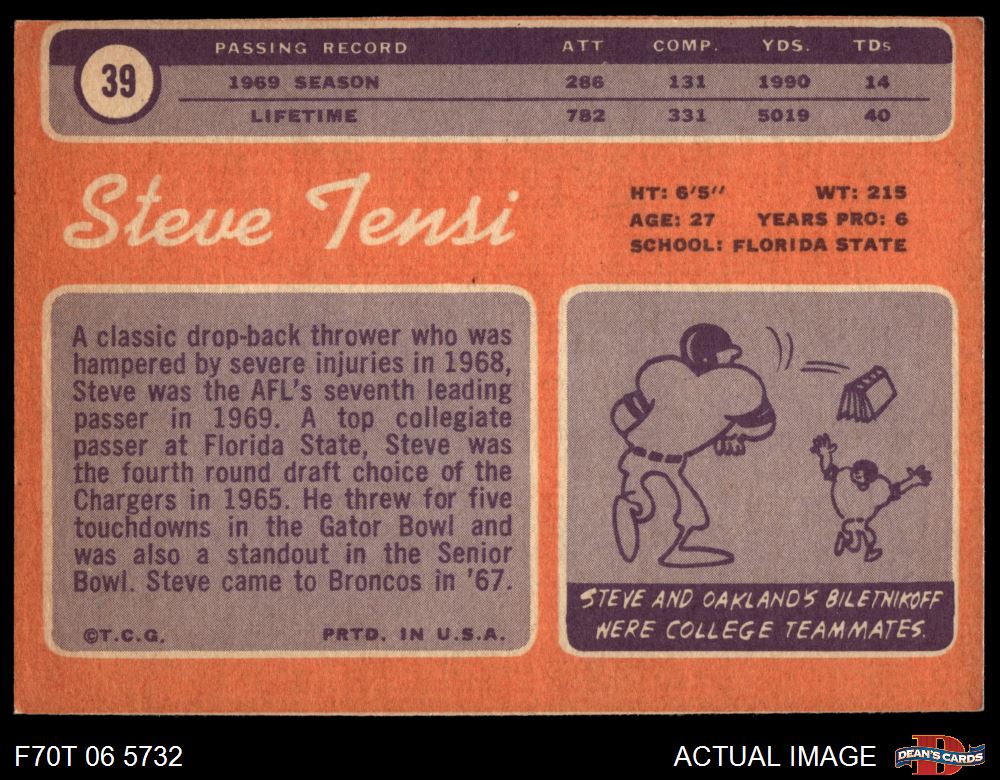 39
PASSING RECORD ATT COMP. YDS. TDs
1969 SEASON 286 131 1990 14
LIFETIME 782 331 5019 40
Steve Tensi
HT: 6'5'' WT: 215
AGE: 27 YEARS PRO: 6
SCHOOL: FLORIDA STATE
A classic drop-back thrower who was
hampered by severe injuries in 1968,
Steve was the AFL's seventh leading
passer in 1969. A top collegiate
passer at Florida State, Steve was
the fourth round draft choice of the
Chargers in 1965. He threw for five
touchdowns in the Gator Bowl and
was also a standout in the Senior
Bowl. Steve came to Broncos in '67.
©T.C.G. PRTD. IN U.S.A.
STEVE AND OAKLAND'S BILETNIKOFF
WERE COLLEGE TEAMMATES.
F70T 06 5732
ACTUAL IMAGE
D
DEAN'S CARDS